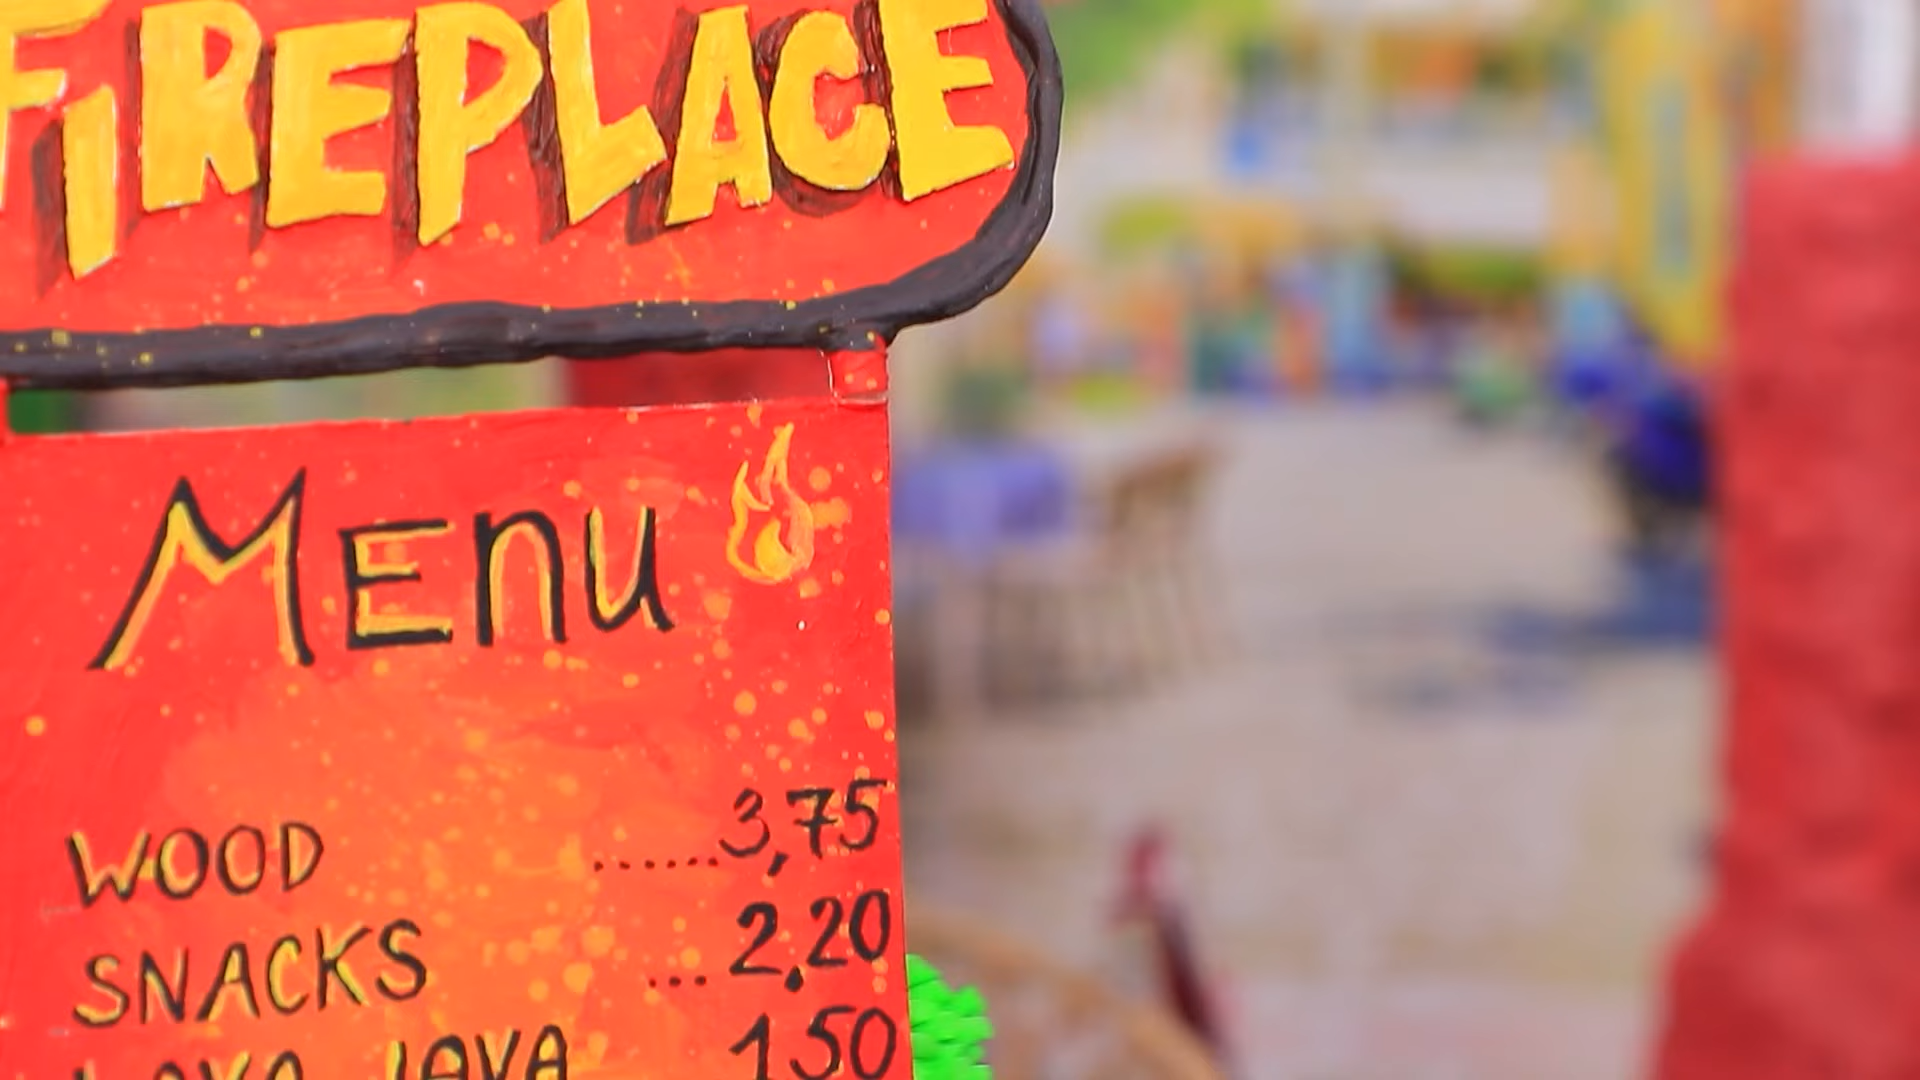 FIREPLACE
MENU
WOOD ......3,75
SNACKS ...2,20
LAVA JAVA 1,50